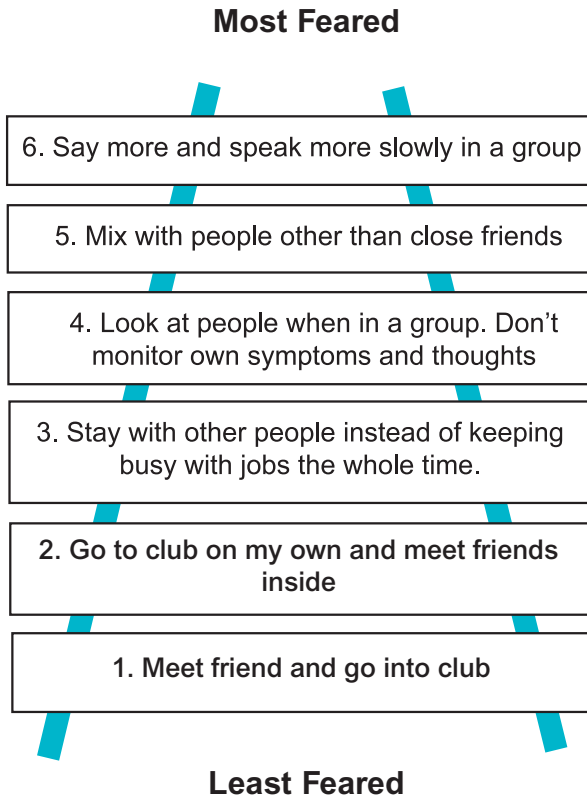 Most Feared
6. Say more and speak more slowly in a group
5. Mix with people other than close friends
4. Look at people when in a group. Don’t
monitor own symptoms and thoughts
3. Stay with other people instead of keeping
busy with jobs the whole time.
2. Go to club on my own and meet friends
inside
1. Meet friend and go into club
Least Feared